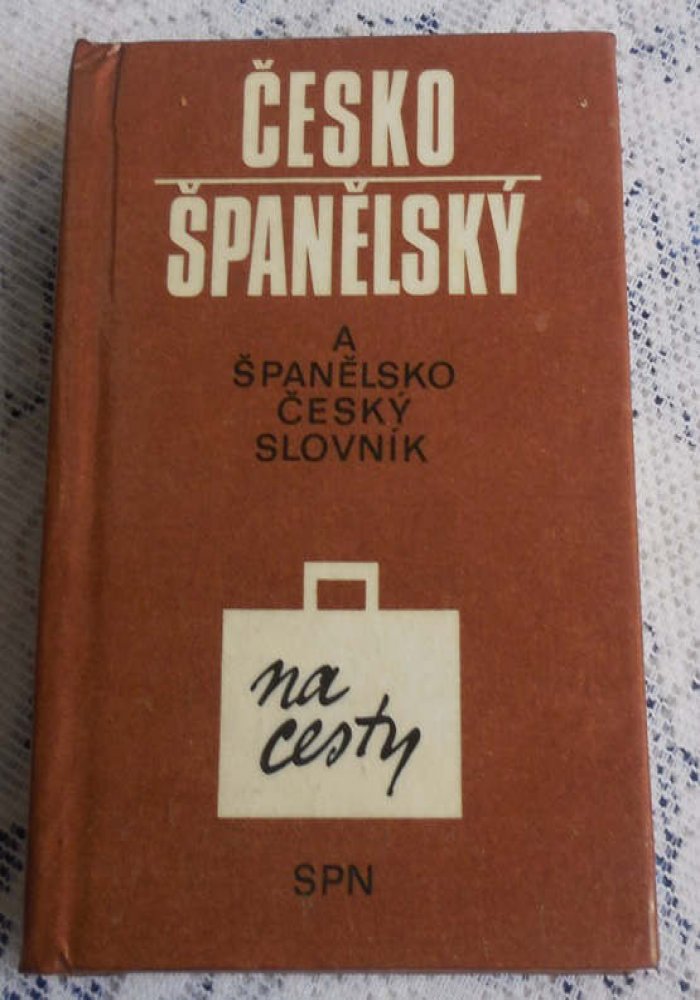 ČESKO
ŠPANĚLSKÝ
A
ŠPANĚLSKO
ČESKÝ
SLOVNÍK
na
cesty
SPN